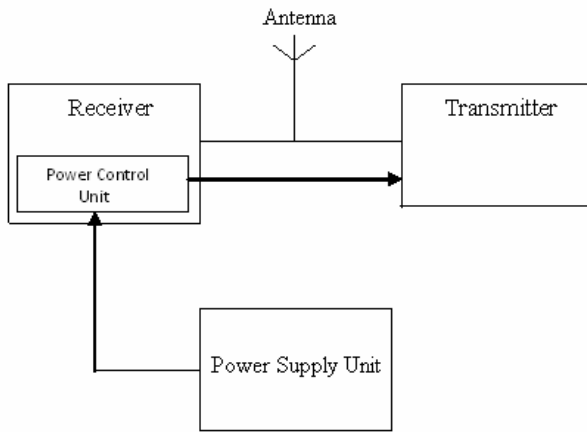 Antenna
Receiver
Transmitter
Power Control
Unit
Power Supply Unit